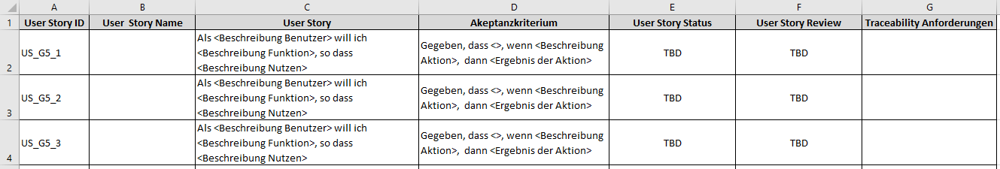 A B C D E F G
1 User Story ID User  Story Name User Story Akeptanzkriterium User Story Status User Story Review Traceability Anforderungen
Als <Beschreibung Benutzer> will ich
<Beschreibung Funktion>, so dass
<Beschreibung Nutzen>
Gegeben, dass <>, wenn <Beschreibung
Aktion>,  dann <Ergebnis der Aktion>
2 US_G5_1 TBD TBD
Als <Beschreibung Benutzer> will ich
<Beschreibung Funktion>, so dass
<Beschreibung Nutzen>
Gegeben, dass <>, wenn <Beschreibung
Aktion>,  dann <Ergebnis der Aktion>
3 US_G5_2 TBD TBD
Als <Beschreibung Benutzer> will ich
<Beschreibung Funktion>, so dass
<Beschreibung Nutzen>
Gegeben, dass <>, wenn <Beschreibung
Aktion>,  dann <Ergebnis der Aktion>
4 US_G5_3 TBD TBD